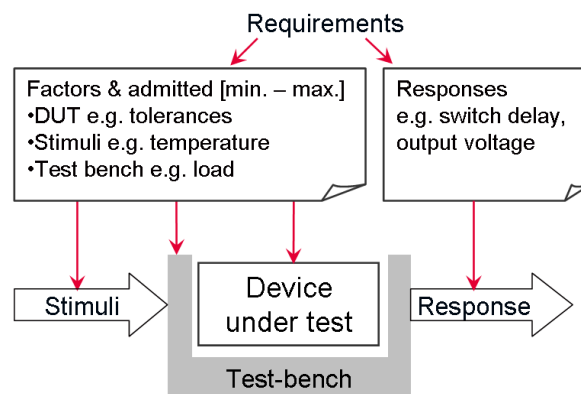 Requirements
Factors & admitted [min. – max.]
•DUT e.g. tolerances
•Stimuli e.g. temperature
•Test bench e.g. load
Responses
e.g. switch delay,
output voltage
Stimuli
Device
under test
Response
Test-bench